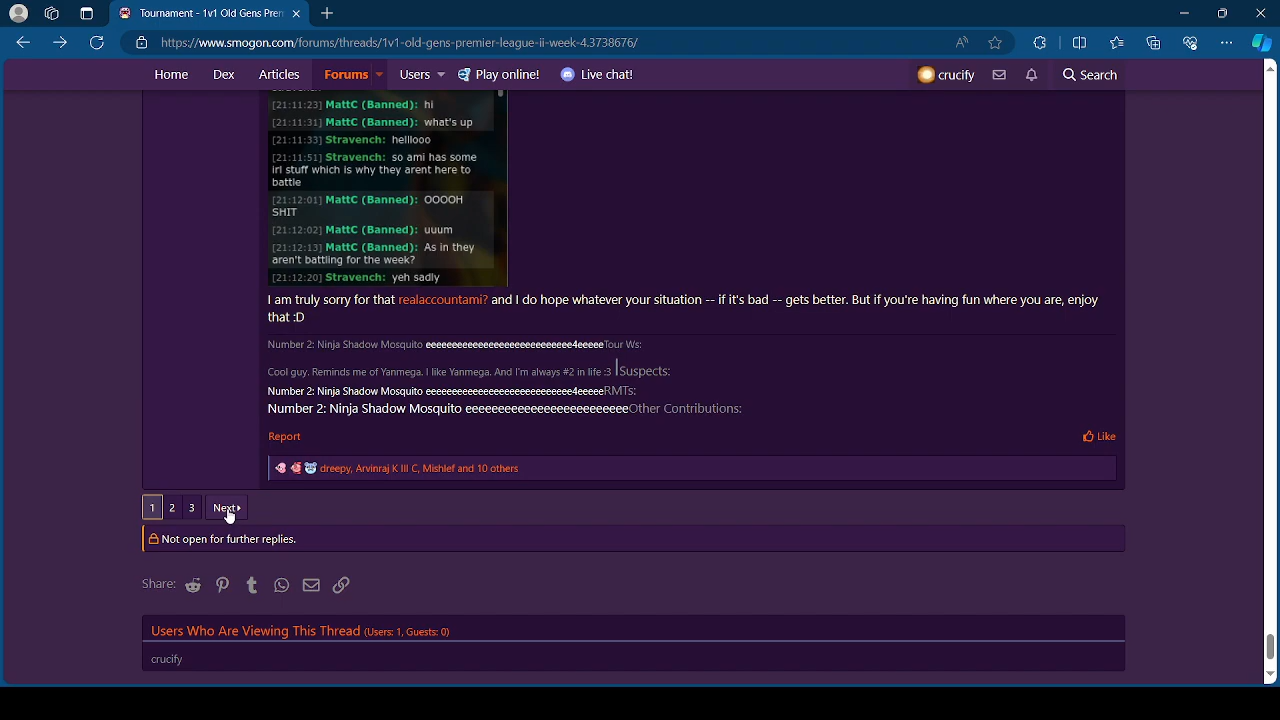 Tournament - 1v1 Old Gens Prem
https://www.smogon.com/forums/threads/1v1-old-gens-premier-league-ii-week-4.3738676/
Home Dex Articles Forums Users Play online! Live chat! crucify Search
[21:11:23] MattC (Banned): hi
[21:11:31] MattC (Banned): what's up
[21:11:33] Stravench: helllooo
[21:11:51] Stravench: so ami has some
irl stuff which is why they arent here to
battle
[21:12:01] MattC (Banned): OOOOH
SHIT
[21:12:02] MattC (Banned): uuum
[21:12:13] MattC (Banned): As in they
aren't battling for the week?
[21:12:20] Stravench: yeh sadly
I am truly sorry for that realaccountami? and I do hope whatever your situation -- if it's bad -- gets better. But if you're having fun where you are, enjoy
that :D
Number 2: Ninja Shadow Mosquito eeeeeeeeeeeeeeeeeeeeeeeeeeee4eeeeeTour Ws:
Cool guy. Reminds me of Yanmega. I like Yanmega. And I'm always #2 in life :3 |Suspects:
Number 2: Ninja Shadow Mosquito eeeeeeeeeeeeeeeeeeeeeeeeeeee4eeeeeRMTs:
Number 2: Ninja Shadow Mosquito eeeeeeeeeeeeeeeeeeeeeeeeeOther Contributions:
Report Like
dreepy, Arvinraj K III C, Mishlef and 10 others
1 2 3 Next
Not open for further replies.
Share:
Users Who Are Viewing This Thread (Users: 1, Guests: 0)
crucify